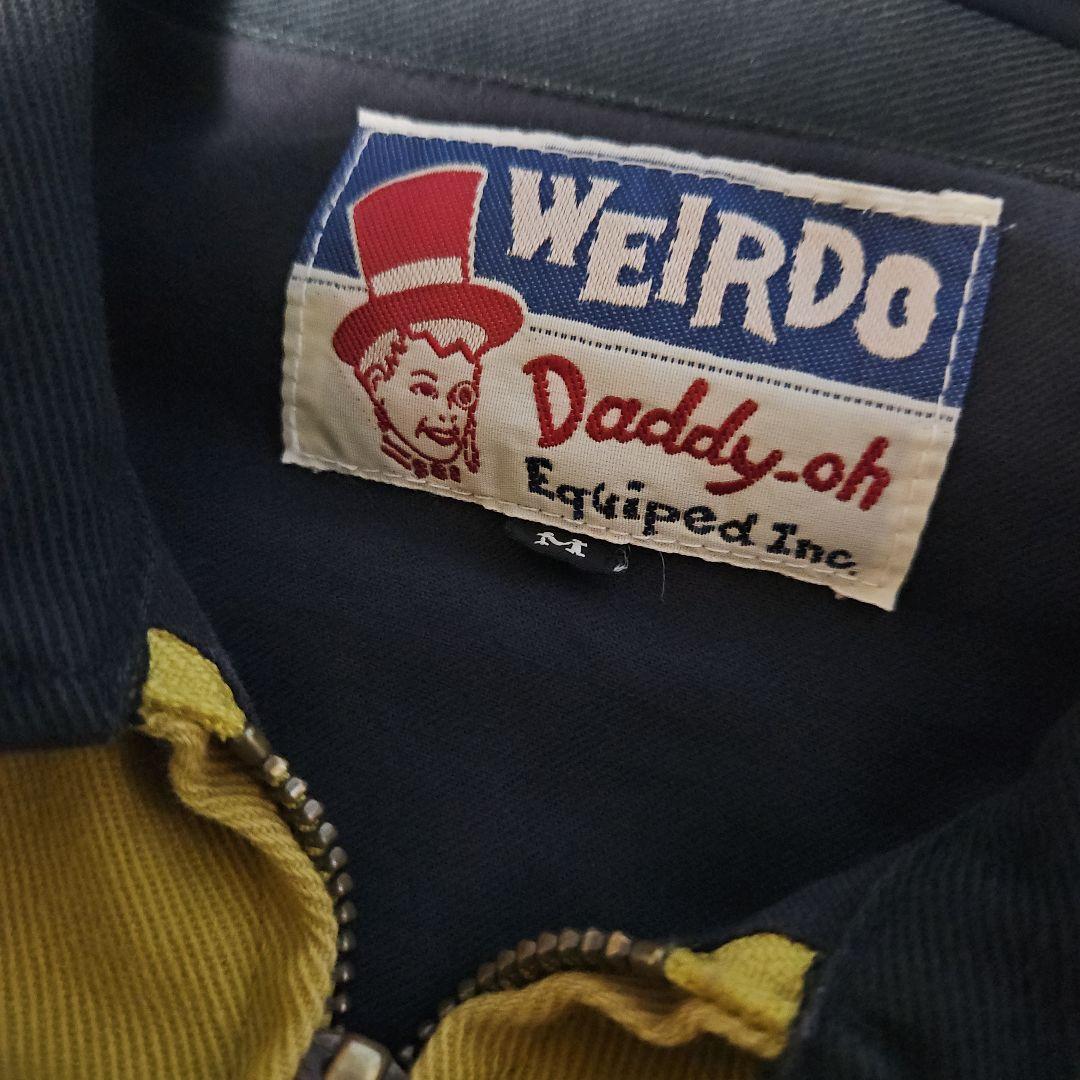 WEIRDO
Daddy-oh
Equiped Inc.
M